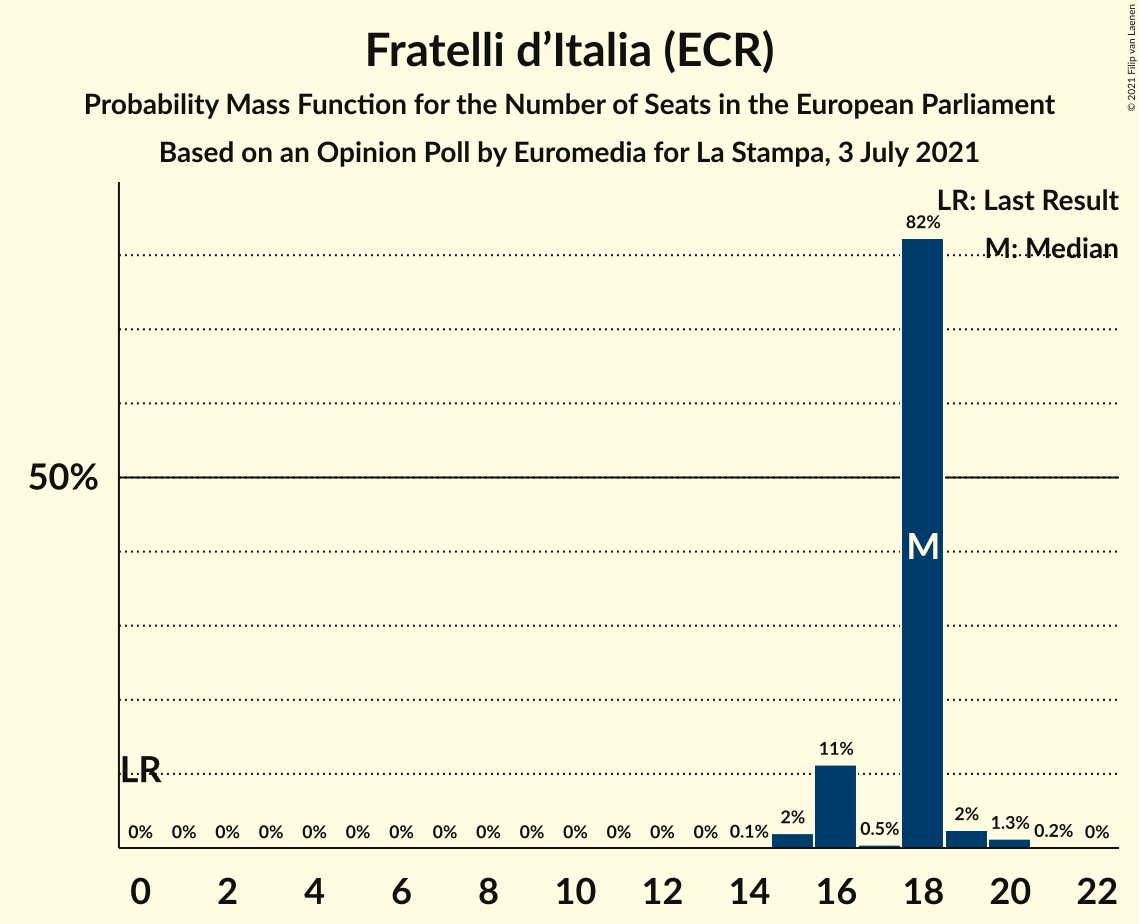 Fratelli d’Italia (ECR)
Probability Mass Function for the Number of Seats in the European Parliament
Based on an Opinion Poll by Euromedia for La Stampa, 3 July 2021
© 2021 Filip van Laenen
LR: Last Result
M: Median
82%
50%
M
LR
11%
0% 0% 0% 0% 0% 0% 0% 0% 0% 0% 0% 0% 0% 0% 0.1% 2% 0.5% 2% 1.3% 0.2% 0%
0 2 4 6 8 10 12 14 16 18 20 22